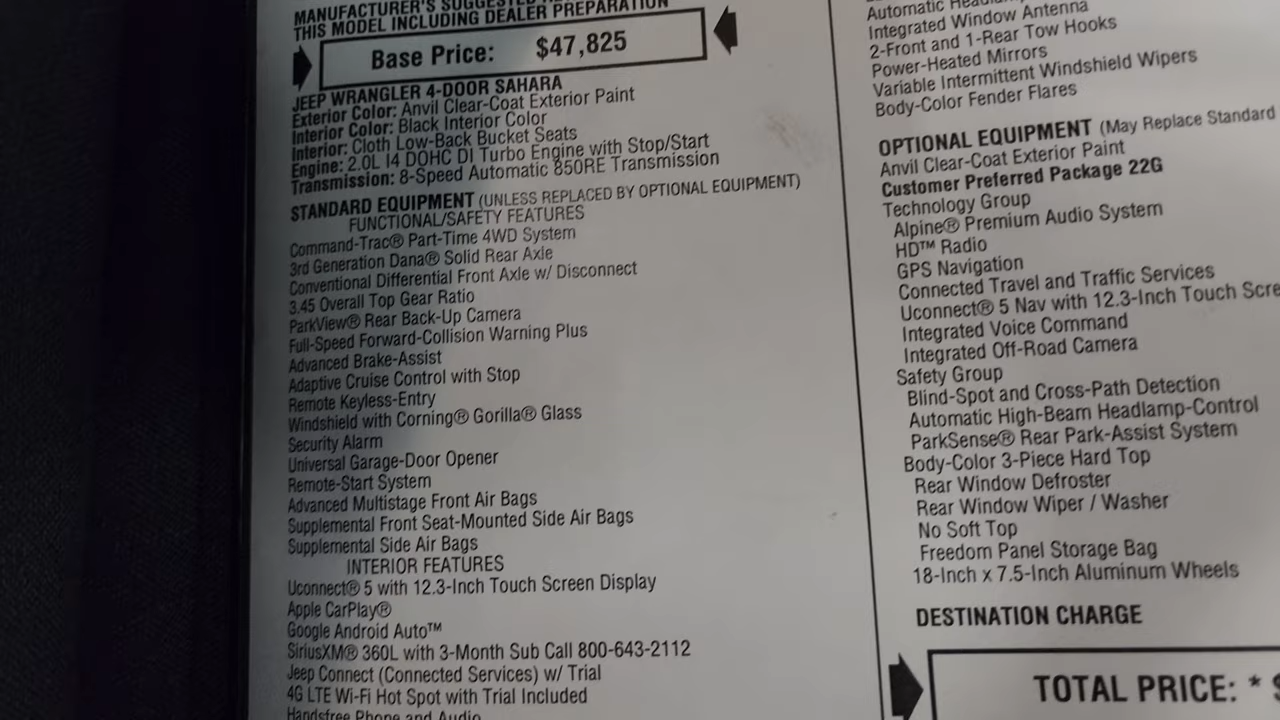 MANUFACTURER'S SUGGESTED
THIS MODEL INCLUDING DEALER PREPARATION
Base Price: $47,825
JEEP WRANGLER 4-DOOR SAHARA
Exterior Color: Anvil Clear-Coat Exterior Paint
Interior Color: Black Interior Color
Interior: Cloth Low-Back Bucket Seats
Engine: 2.0L I4 DOHC DI Turbo Engine with Stop/Start
Transmission: 8-Speed Automatic 850RE Transmission
STANDARD EQUIPMENT (UNLESS REPLACED BY OPTIONAL EQUIPMENT)
FUNCTIONAL/SAFETY FEATURES
Command-Trac® Part-Time 4WD System
3rd Generation Dana® Solid Rear Axle
Conventional Differential Front Axle w/ Disconnect
3.45 Overall Top Gear Ratio
ParkView® Rear Back-Up Camera
Full-Speed Forward-Collision Warning Plus
Advanced Brake-Assist
Adaptive Cruise Control with Stop
Remote Keyless-Entry
Windshield with Corning® Gorilla® Glass
Security Alarm
Universal Garage-Door Opener
Remote-Start System
Advanced Multistage Front Air Bags
Supplemental Front Seat-Mounted Side Air Bags
Supplemental Side Air Bags
INTERIOR FEATURES
Uconnect® 5 with 12.3-Inch Touch Screen Display
Apple CarPlay®
Google Android Auto™
SiriusXM® 360L with 3-Month Sub Call 800-643-2112
Jeep Connect (Connected Services) w/ Trial
4G LTE Wi-Fi Hot Spot with Trial Included
Handsfree Phone and Audio
Automatic
Integrated Window Antenna
2-Front and 1-Rear Tow Hooks
Power-Heated Mirrors
Variable Intermittent Windshield Wipers
Body-Color Fender Flares
OPTIONAL EQUIPMENT (May Replace Standard
Anvil Clear-Coat Exterior Paint
Customer Preferred Package 22G
Technology Group
Alpine® Premium Audio System
HD™ Radio
GPS Navigation
Connected Travel and Traffic Services
Uconnect® 5 Nav with 12.3-Inch Touch
Integrated Voice Command
Integrated Off-Road Camera
Safety Group
Blind-Spot and Cross-Path Detection
Automatic High-Beam Headlamp-Control
ParkSense® Rear Park-Assist System
Body-Color 3-Piece Hard Top
Rear Window Defroster
Rear Window Wiper / Washer
No Soft Top
Freedom Panel Storage Bag
18-Inch x 7.5-Inch Aluminum Wheels
DESTINATION CHARGE
TOTAL PRICE: * $